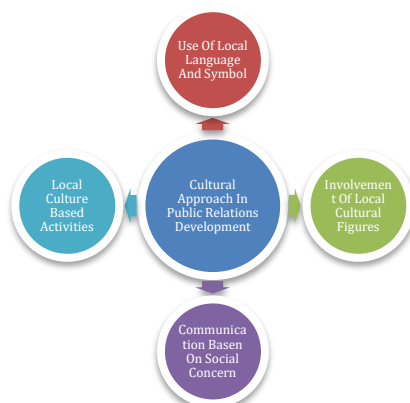 Use Of Local
Language
And Symbol
Local
Culture
Based
Activities
Cultural
Approach In
Public Relations
Development
Involvemen
t Of Local
Cultural
Figures
Communica
tion Basen
On Social
Concern